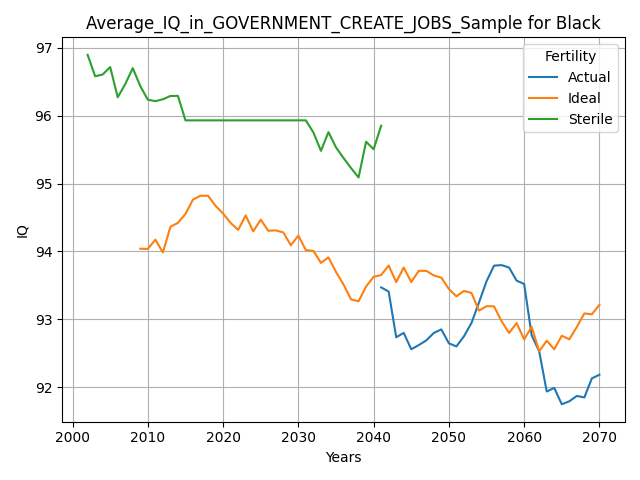 Average_IQ_in_GOVERNMENT_CREATE_JOBS_Sample for Black
97
96
95
94
93
92
IQ
Fertility
Actual
Ideal
Sterile
2000 2010 2020 2030 2040 2050 2060 2070
Years